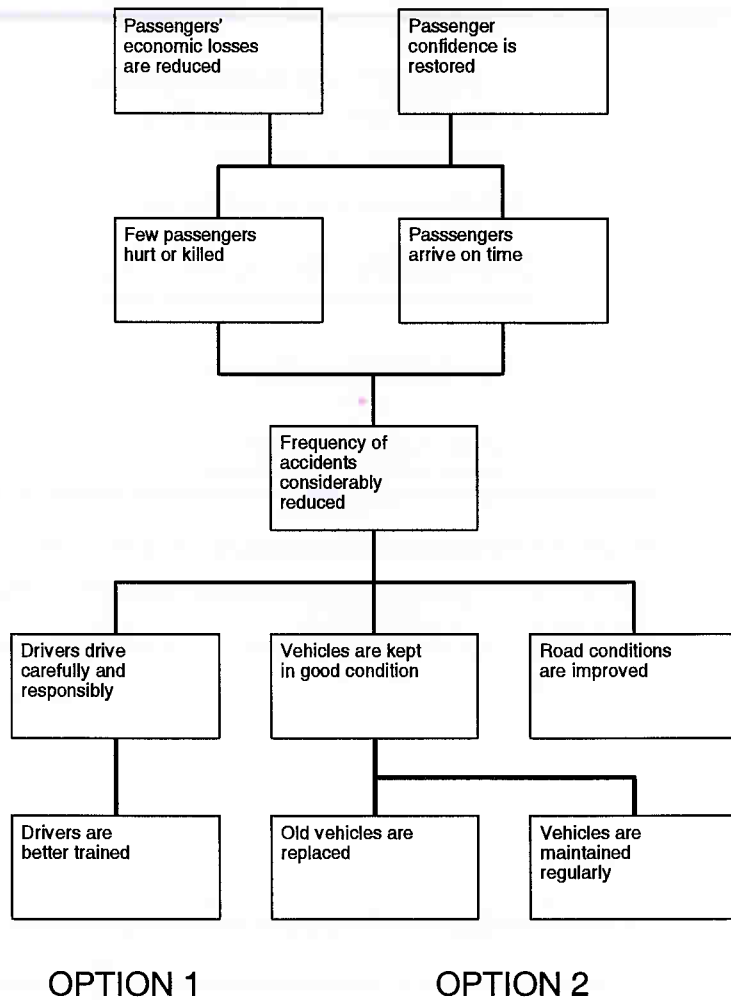 Passengers'
economic losses
are reduced
Passenger
confidence is
restored
Few passengers
hurt or killed
Passsengers
arrive on time
Frequency of
accidents
considerably
reduced
Drivers drive
carefully and
responsibly
Vehicles are kept
in good condition
Road conditions
are improved
Drivers are
better trained
Old vehicles are
replaced
Vehicles are
maintained
regularly
OPTION 1
OPTION 2